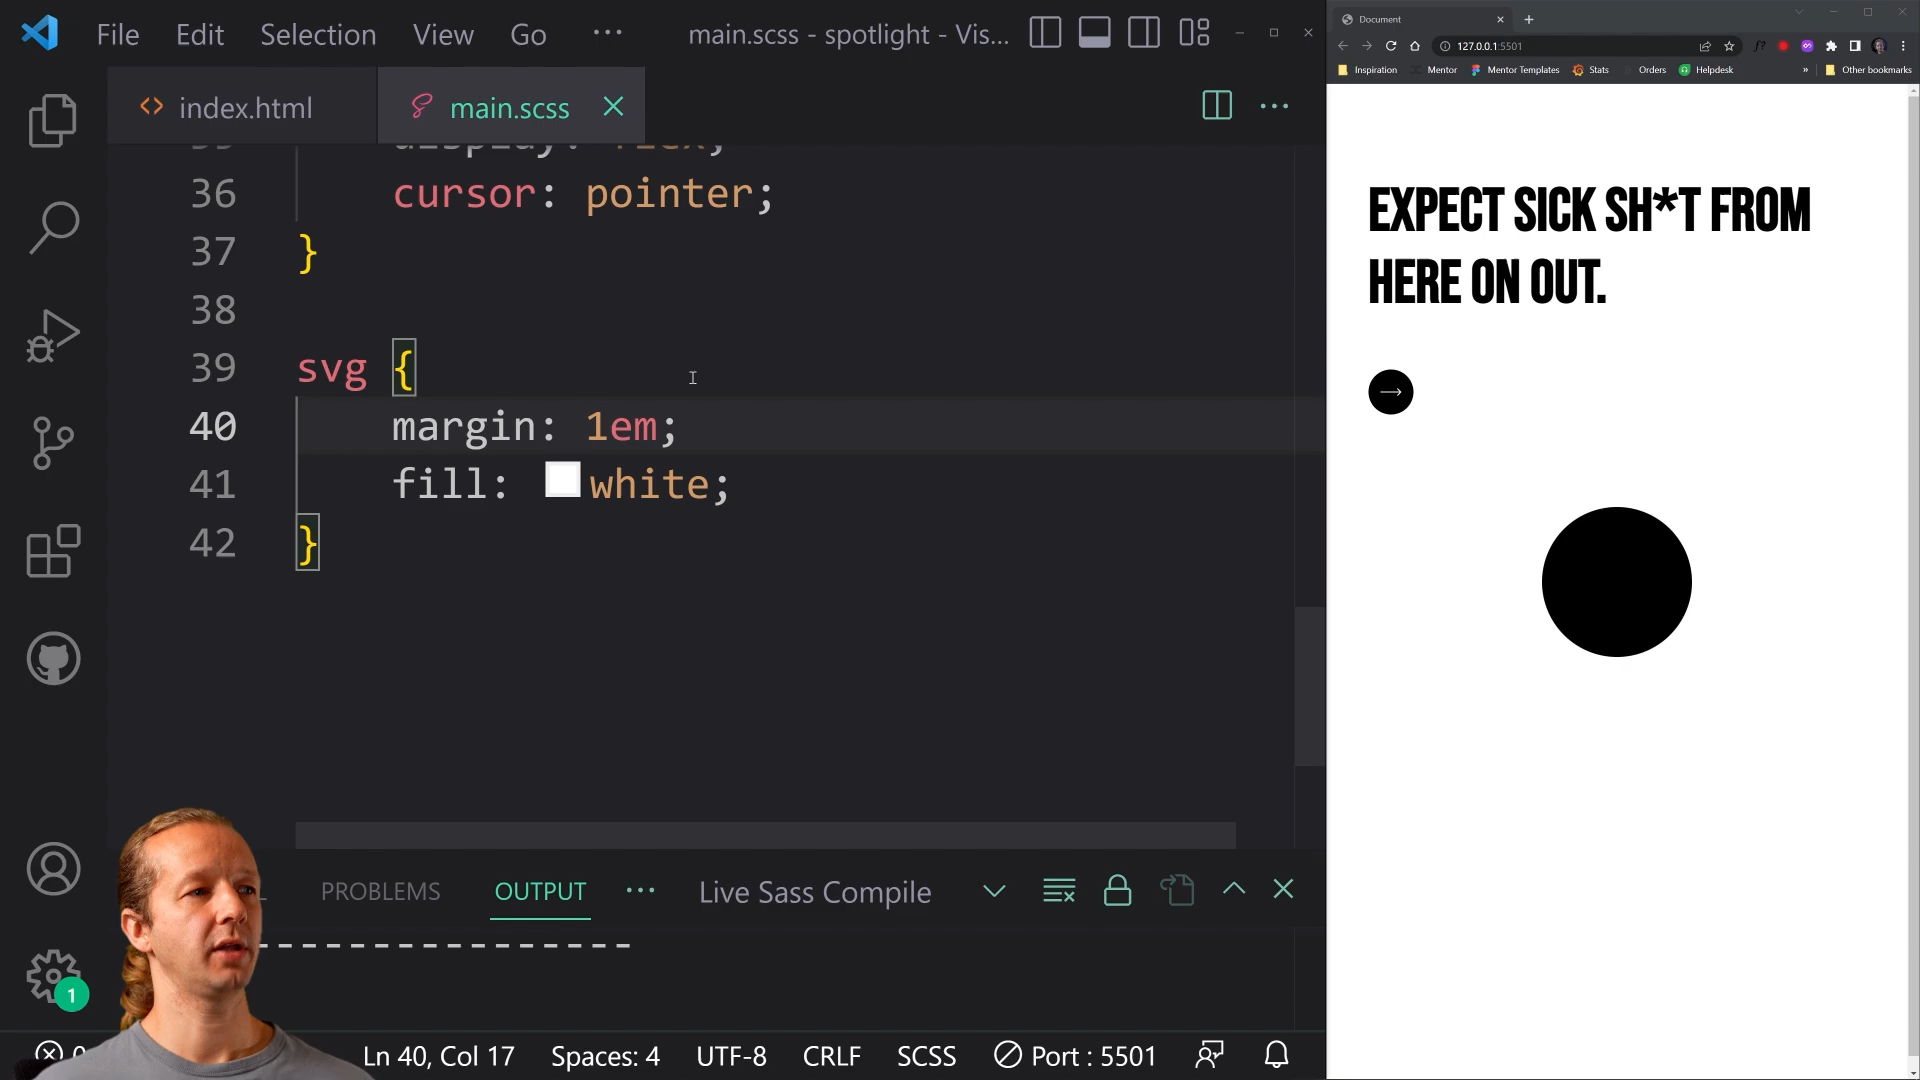 File Edit Selection View Go ··· main.scss - spotlight - Vis...
index.html main.scss
display: flex;
36 cursor: pointer;
37 }
38
39 svg {
40 margin: 1em;
41 fill: white;
42 }
PROBLEMS OUTPUT ··· Live Sass Compile
----------------
1
Ln 40, Col 17 Spaces: 4 UTF-8 CRLF SCSS Port : 5501
Document
127.0.0.1:5501
Inspiration Mentor Mentor Templates Stats Orders Helpdesk » Other bookmarks
EXPECT SICK SH*T FROM
HERE ON OUT.